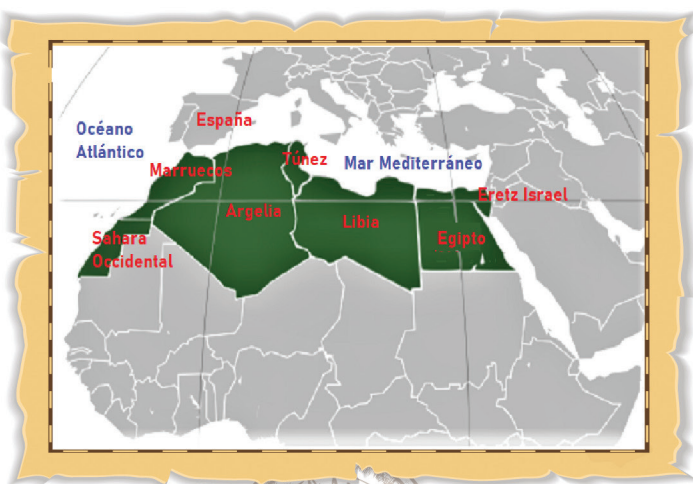 España
Océano
Atlántico
Túnez
Mar Mediterráneo
Marruecos
Eretz Israel
Argelia
Libia
Sahara
Occidental
Egipto